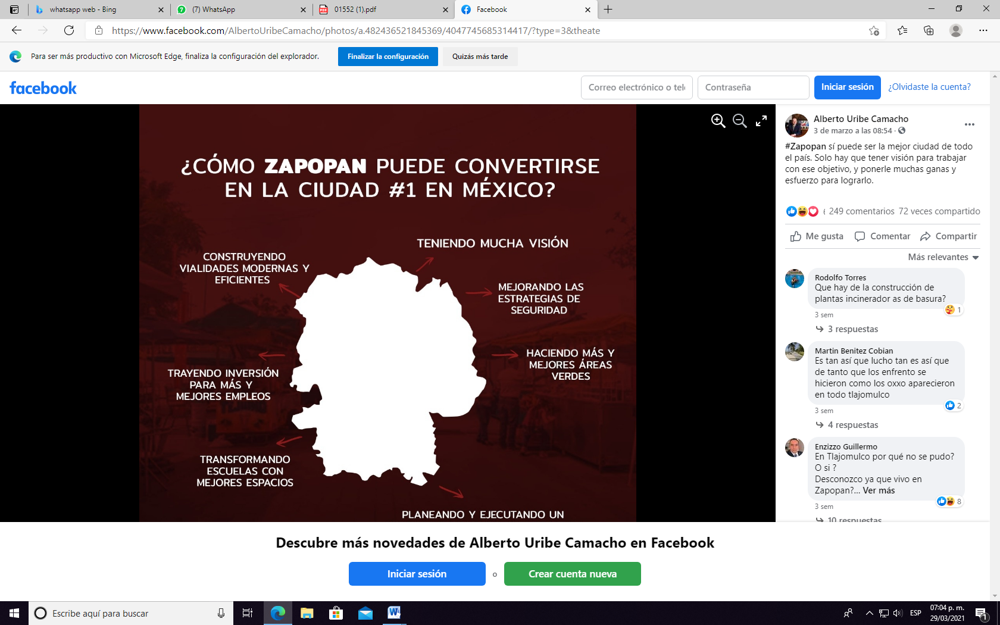 whatsapp web - Bing
(7) WhatsApp
01552 (1).pdf
Facebook
https://www.facebook.com/AlbertoUribeCamacho/photos/a.482436521845369/4047745685314417/?type=3&theate
Para ser más productivo con Microsoft Edge, finaliza la configuración del explorador.
Finalizar la configuración
Quizás más tarde
facebook
Correo electrónico o tel
Contraseña
Iniciar sesión
¿Olvidaste la cuenta?
¿CÓMO ZAPOPAN PUEDE CONVERTIRSE
EN LA CIUDAD #1 EN MÉXICO?
TENIENDO MUCHA VISIÓN
CONSTRUYENDO
VIALIDADES MODERNAS Y
EFICIENTES
MEJORANDO LAS
ESTRATEGIAS DE
SEGURIDAD
HACIENDO MÁS Y
MEJORES ÁREAS
VERDES
TRAYENDO INVERSIÓN
PARA MÁS Y
MEJORES EMPLEOS
TRANSFORMANDO
ESCUELAS CON
MEJORES ESPACIOS
PLANEANDO Y EJECUTANDO UN
Alberto Uribe Camacho
3 de marzo a las 08:54 ·
#Zapopan sí puede ser la mejor ciudad de todo
el país. Solo hay que tener visión para trabajar
con ese objetivo, y ponerle muchas ganas y
esfuerzo para lograrlo.
249 comentarios 72 veces compartido
Me gusta
Comentar
Compartir
Más relevantes
Rodolfo Torres
Que hay de la construcción de
plantas incinerador as de basura?
1
3 sem
3 respuestas
Martin Benitez Cobian
Es tan así que lucho tan es así que
de tanto que los enfrento se
hicieron como los oxxo aparecieron
en todo tlajomulco
2
3 sem
4 respuestas
Enzizzo Guillermo
En Tlajomulco por qué no se pudo?
O si ?
Desconozco ya que vivo en
Zapopan?... Ver más
8
3 sem
10 respuestas
Descubre más novedades de Alberto Uribe Camacho en Facebook
Iniciar sesión
o
Crear cuenta nueva
Escribe aquí para buscar
ESP
07:04 p. m.
29/03/2021
1